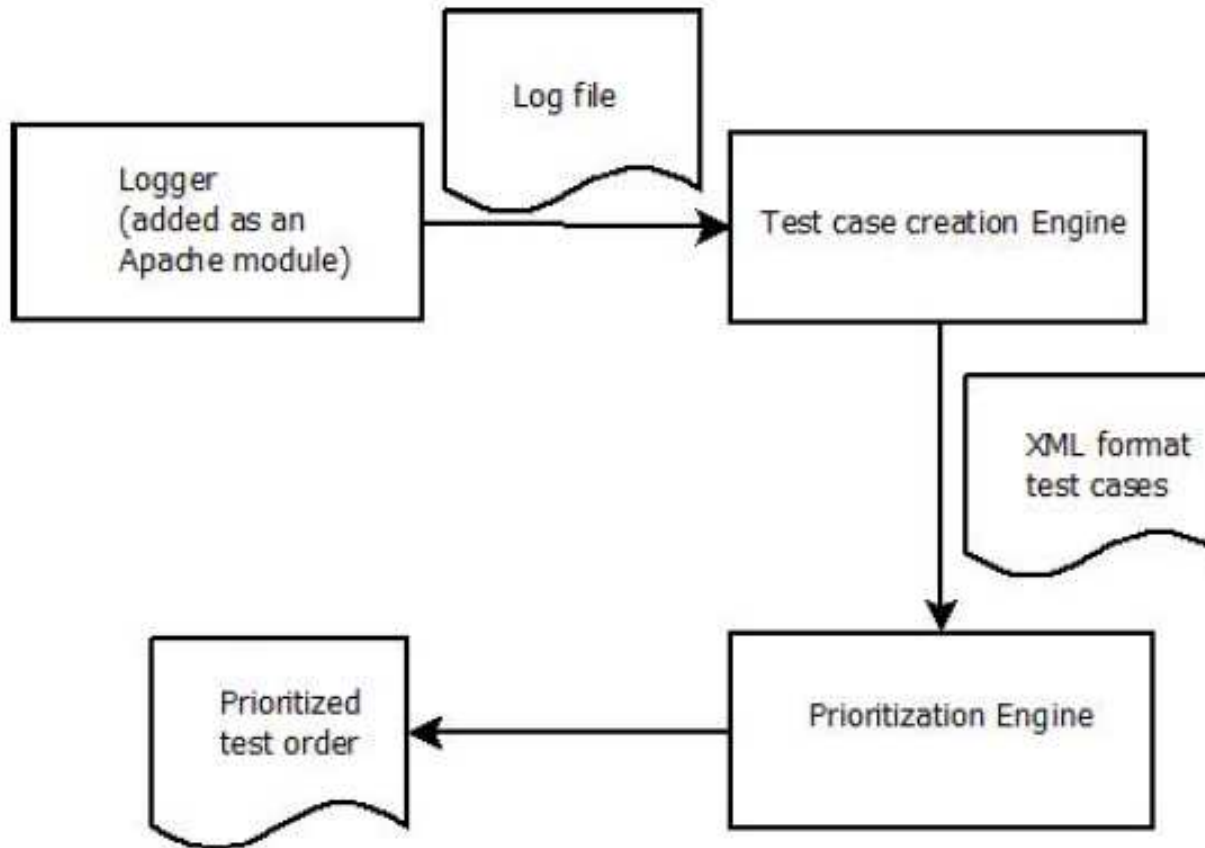 Log file
Logger
(added as an
Apache module)
Test case creation Engine
XML format
test cases
Prioritized
test order
Prioritization Engine